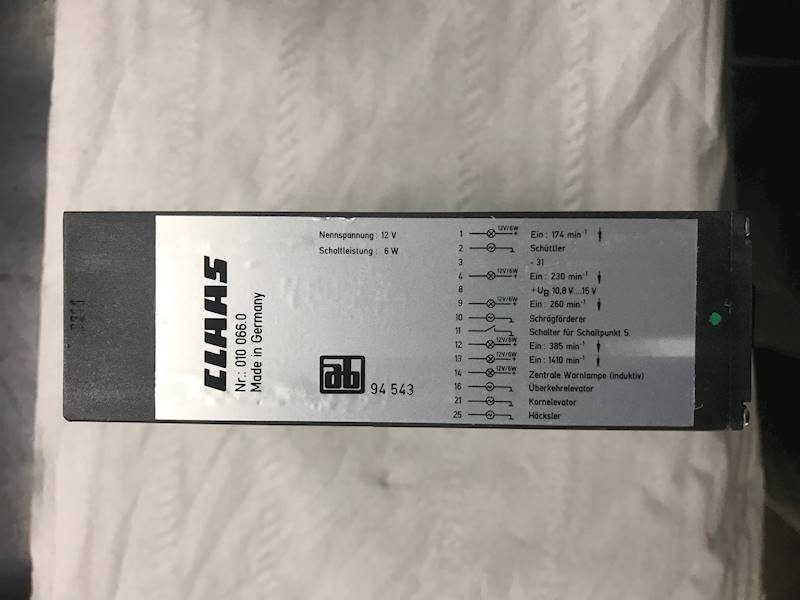 CLAAS
Nr.: 010 066.0
Made in Germany
Nennspannung: 12 V
Schaltleistung: 6 W
ab
94 543
1 12V/6W + Ein: 174 min⁻¹
2 Schüttler
3 - 31
4 12V/6W + Ein: 230 min⁻¹
8 +UB 10,8 V....15 V
9 12V/6W + Ein: 260 min⁻¹
10 Schrägförderer
11 Schalter für Schaltpunkt 5.
12 12V/6W + Ein: 385 min⁻¹
13 12V/6W + Ein: 1410 min⁻¹
14 12V/6W + Zentrale Warnlampe (induktiv)
16 Überkehrelevator
21 Kornelevator
25 Häcksler